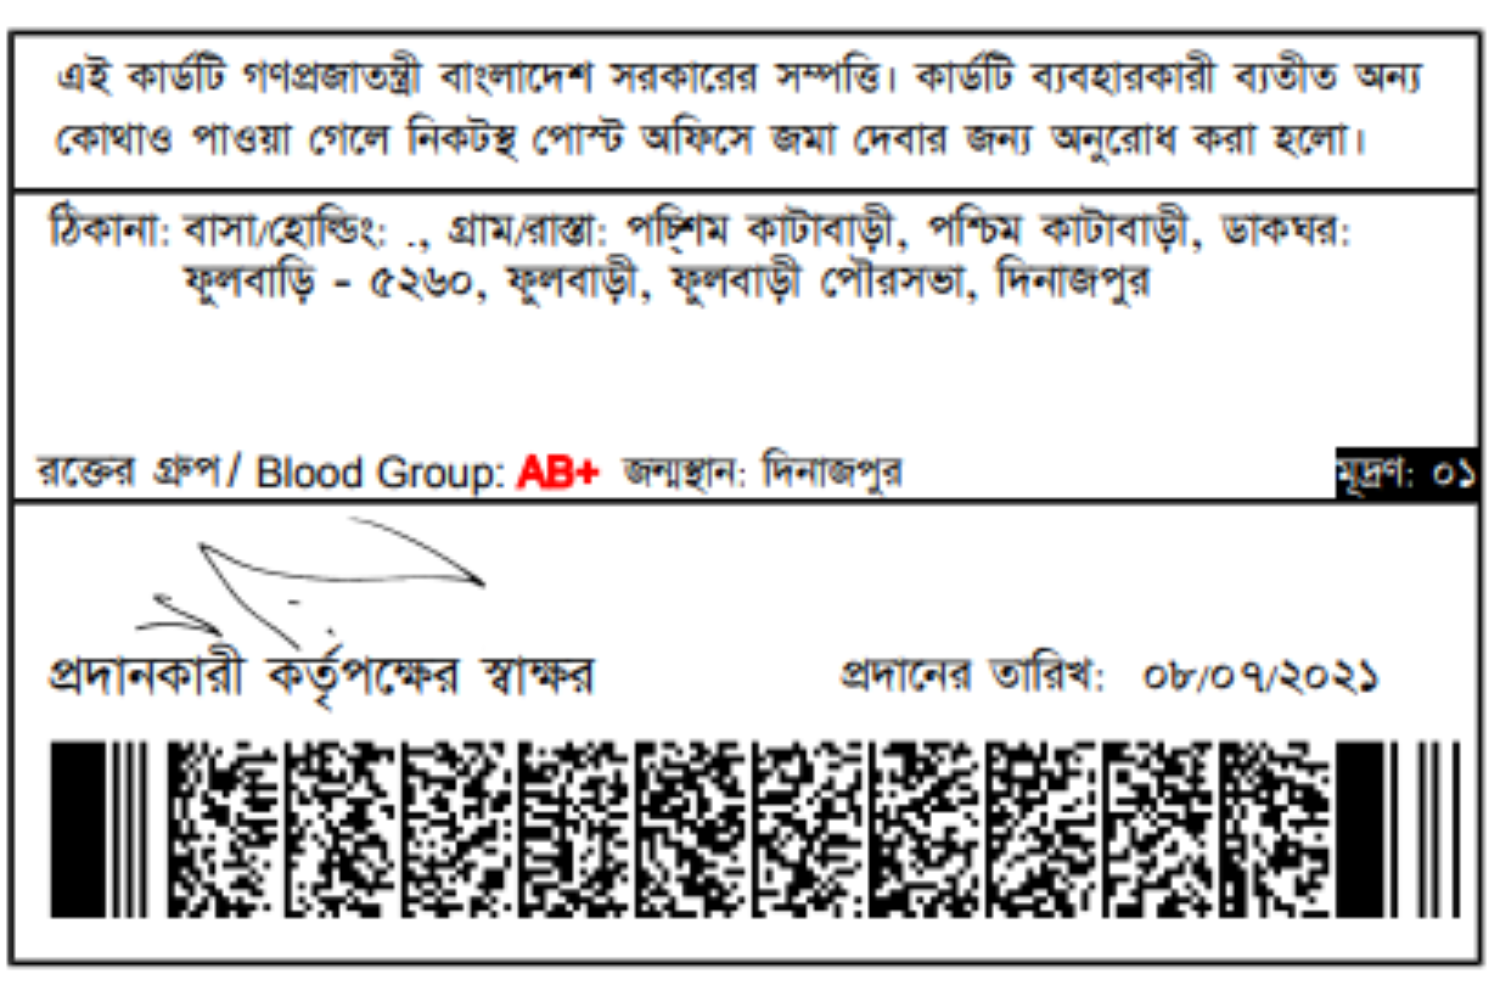 এই কার্ডটি গণপ্রজাতন্ত্রী বাংলাদেশ সরকারের সম্পত্তি। কার্ডটি ব্যবহারকারী ব্যতীত অন্য
কোথাও পাওয়া গেলে নিকটস্থ পোস্ট অফিসে জমা দেবার জন্য অনুরোধ করা হলো।
ঠিকানা: বাসা/হোল্ডিং: ., গ্রাম/রাস্তা: পশ্চিম কাটাবাড়ী, পশ্চিম কাটাবাড়ী, ডাকঘর:
ফুলবাড়ি - ৫২৬০, ফুলবাড়ী, ফুলবাড়ী পৌরসভা, দিনাজপুর
রক্তের গ্রুপ / Blood Group: AB+ জন্মস্থান: দিনাজপুর মূদ্রণ: ০১
প্রদানকারী কর্তৃপক্ষের স্বাক্ষর প্রদানের তারিখ: ০৮/০৭/২০২১